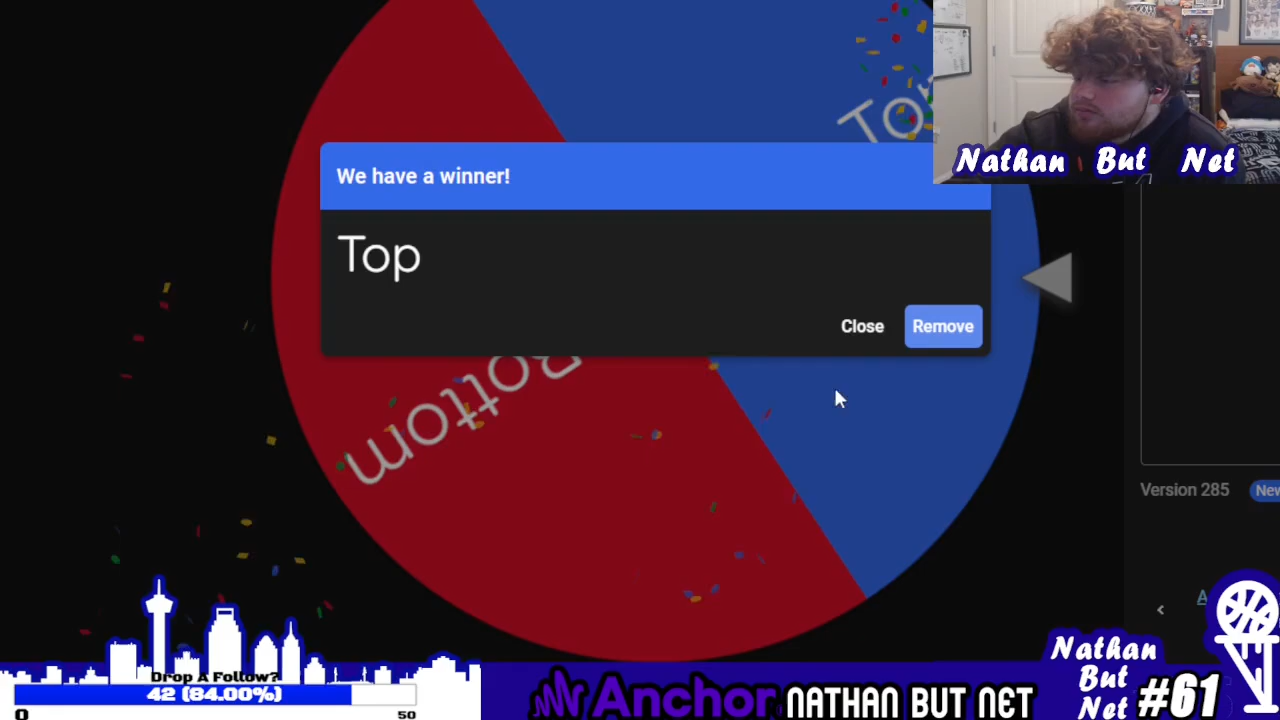 Top
We have a winner!
Top
Close
Remove
Bottom
Nathan But Net
Version 285
New
Drop A Follow?
42 (84.00%)
0
50
Anchor
NATHAN BUT NET
Nathan
But
Net
#61